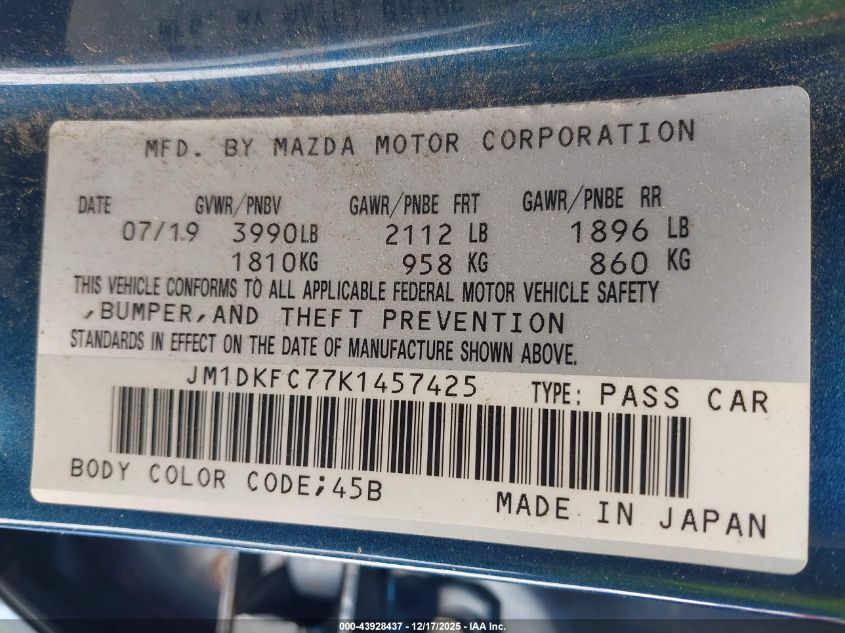 MFD. BY MAZDA MOTOR CORPORATION
DATE GVWR/PNBV GAWR/PNBE FRT GAWR/PNBE RR
07/19 3990LB 2112 LB 1896 LB
1810KG 958 KG 860 KG
THIS VEHICLE CONFORMS TO ALL APPLICABLE FEDERAL MOTOR VEHICLE SAFETY
,BUMPER,AND THEFT PREVENTION
STANDARDS IN EFFECT ON THE DATE OF MANUFACTURE SHOWN ABOVE.
JM1DKFC77K1457425 TYPE: PASS CAR
BODY COLOR CODE;45B
MADE IN JAPAN
000-43928437 - 12/17/2025 - IAA Inc.